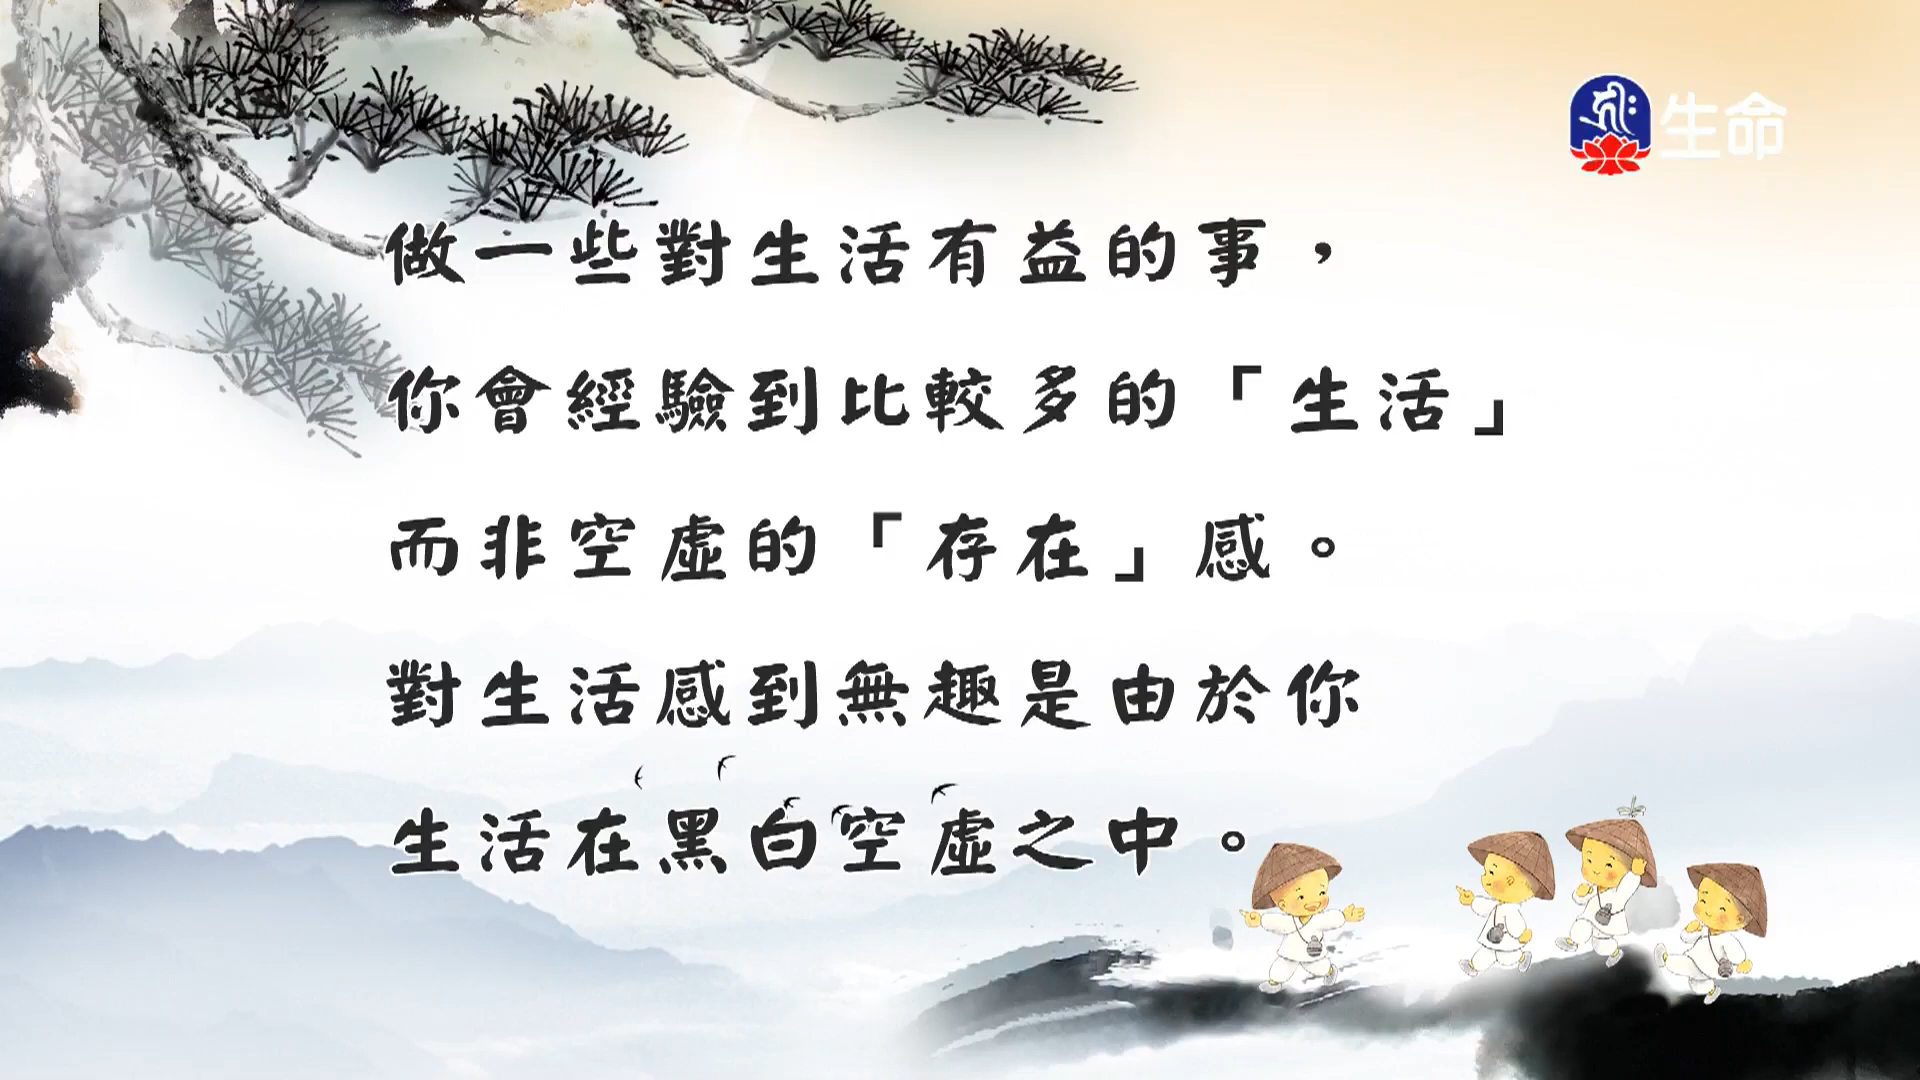 生命
做一些對生活有益的事，
你會經驗到比較多的「生活」
而非空虛的「存在」感。
對生活感到無趣是由於你
生活在黑白空虛之中。